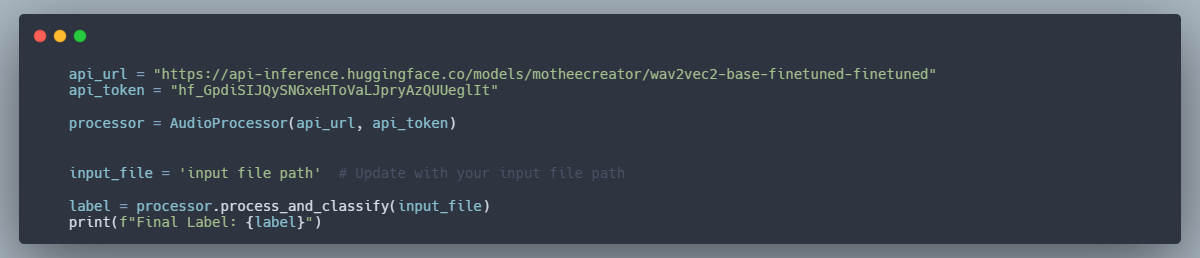 api_url = "https://api-inference.huggingface.co/models/motheecreator/wav2vec2-base-finetuned-finetuned"
api_token = "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"
processor = AudioProcessor(api_url, api_token)
input_file = 'input file path'  # Update with your input file path
label = processor.process_and_classify(input_file)
print(f"Final Label: {label}")